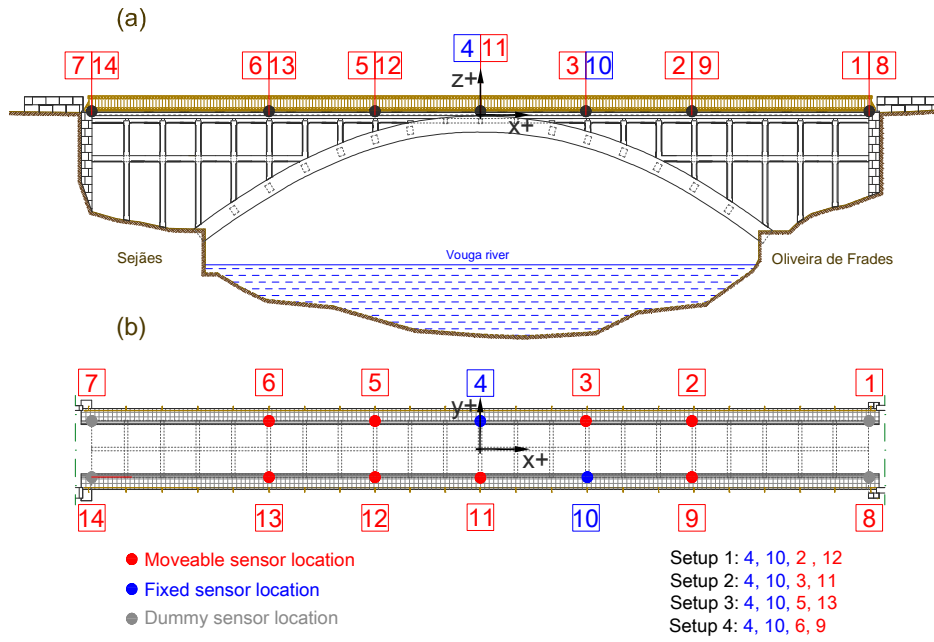 (a)
7 14 6 13 5 12 4 11 3 10 2 9 1 8
z+
x+
Sejães
Vouga river
Oliveira de Frades
(b)
7 6 5 4 3 2 1
y+
x+
14 13 12 11 10 9 8
Moveable sensor location
Fixed sensor location
Dummy sensor location
Setup 1: 4, 10, 2 , 12
Setup 2: 4, 10, 3, 11
Setup 3: 4, 10, 5, 13
Setup 4: 4, 10, 6, 9